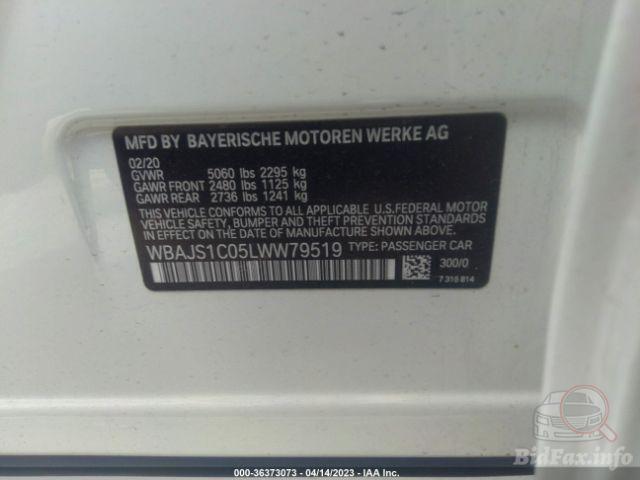 MFD BY BAYERISCHE MOTOREN WERKE AG
02/20
GVWR 5060 lbs 2295 kg
GAWR FRONT 2480 lbs 1125 kg
GAWR REAR 2736 lbs 1241 kg
THIS VEHICLE CONFORMS TO ALL APPLICABLE U.S.FEDERAL MOTOR
VEHICLE SAFETY, BUMPER AND THEFT PREVENTION STANDARDS
IN EFFECT ON THE DATE OF MANUFACTURE SHOWN ABOVE.
WBAJS1C05LWW79519 TYPE: PASSENGER CAR
300/0
7 315 814
BidFax.info
000-36373073 - 04/14/2023 - IAA Inc.